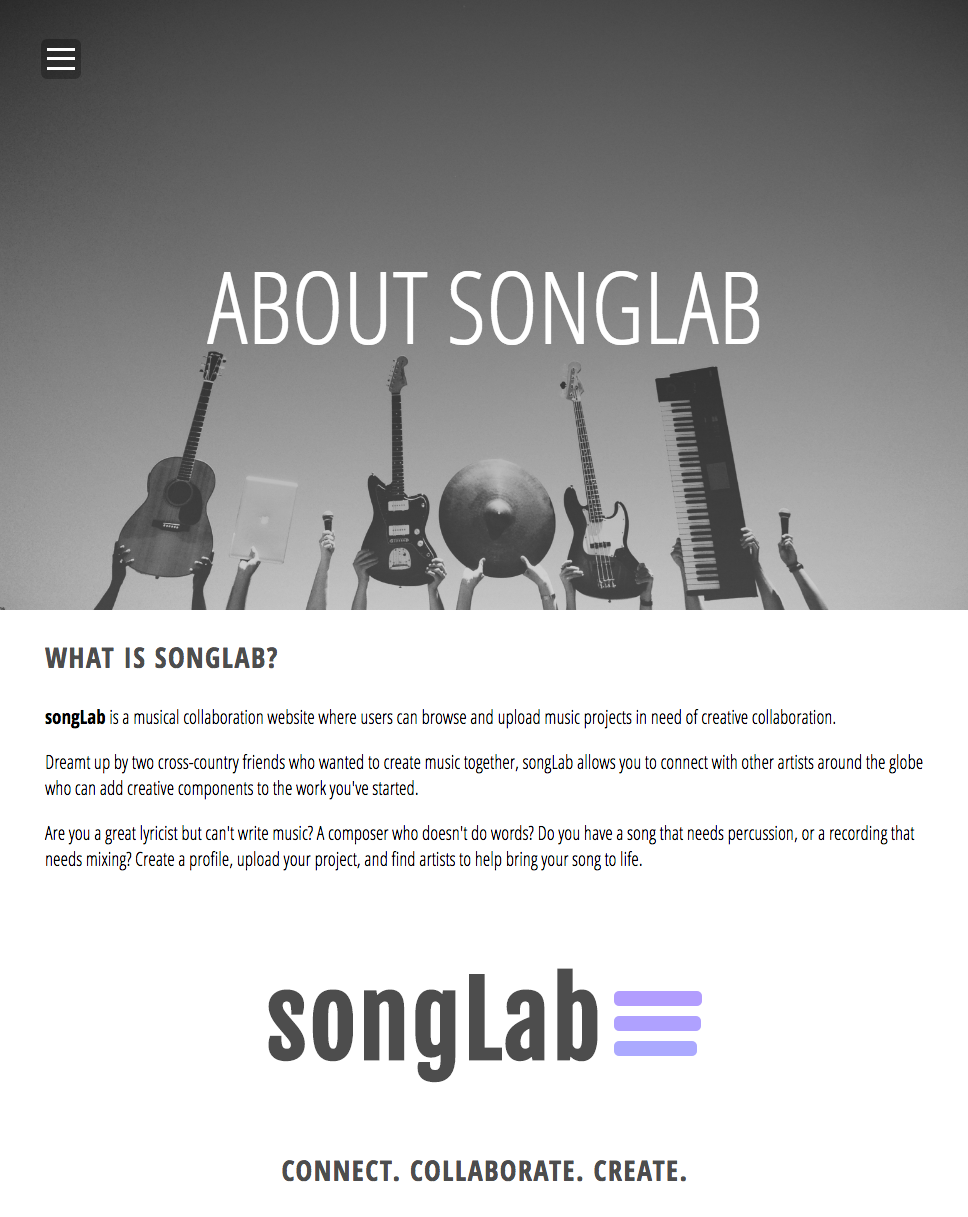 ABOUT SONGLAB
WHAT IS SONGLAB?
songLab is a musical collaboration website where users can browse and upload music projects in need of creative collaboration.
Dreamt up by two cross-country friends who wanted to create music together, songLab allows you to connect with other artists around the globe
who can add creative components to the work you've started.
Are you a great lyricist but can't write music? A composer who doesn't do words? Do you have a song that needs percussion, or a recording that
needs mixing? Create a profile, upload your project, and find artists to help bring your song to life.
songLab
CONNECT. COLLABORATE. CREATE.